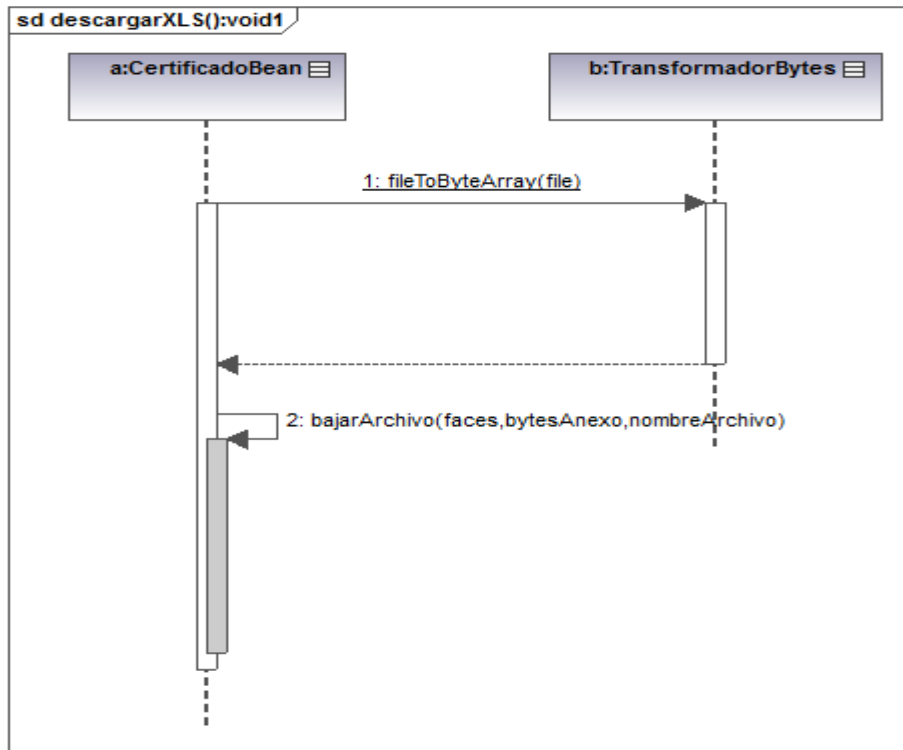 sd descargarXLS():void1
a:CertificadoBean
b:TransformadorBytes
1: fileToByteArray(file)
2: bajarArchivo(faces,bytesAnexo,nombreArchivo)